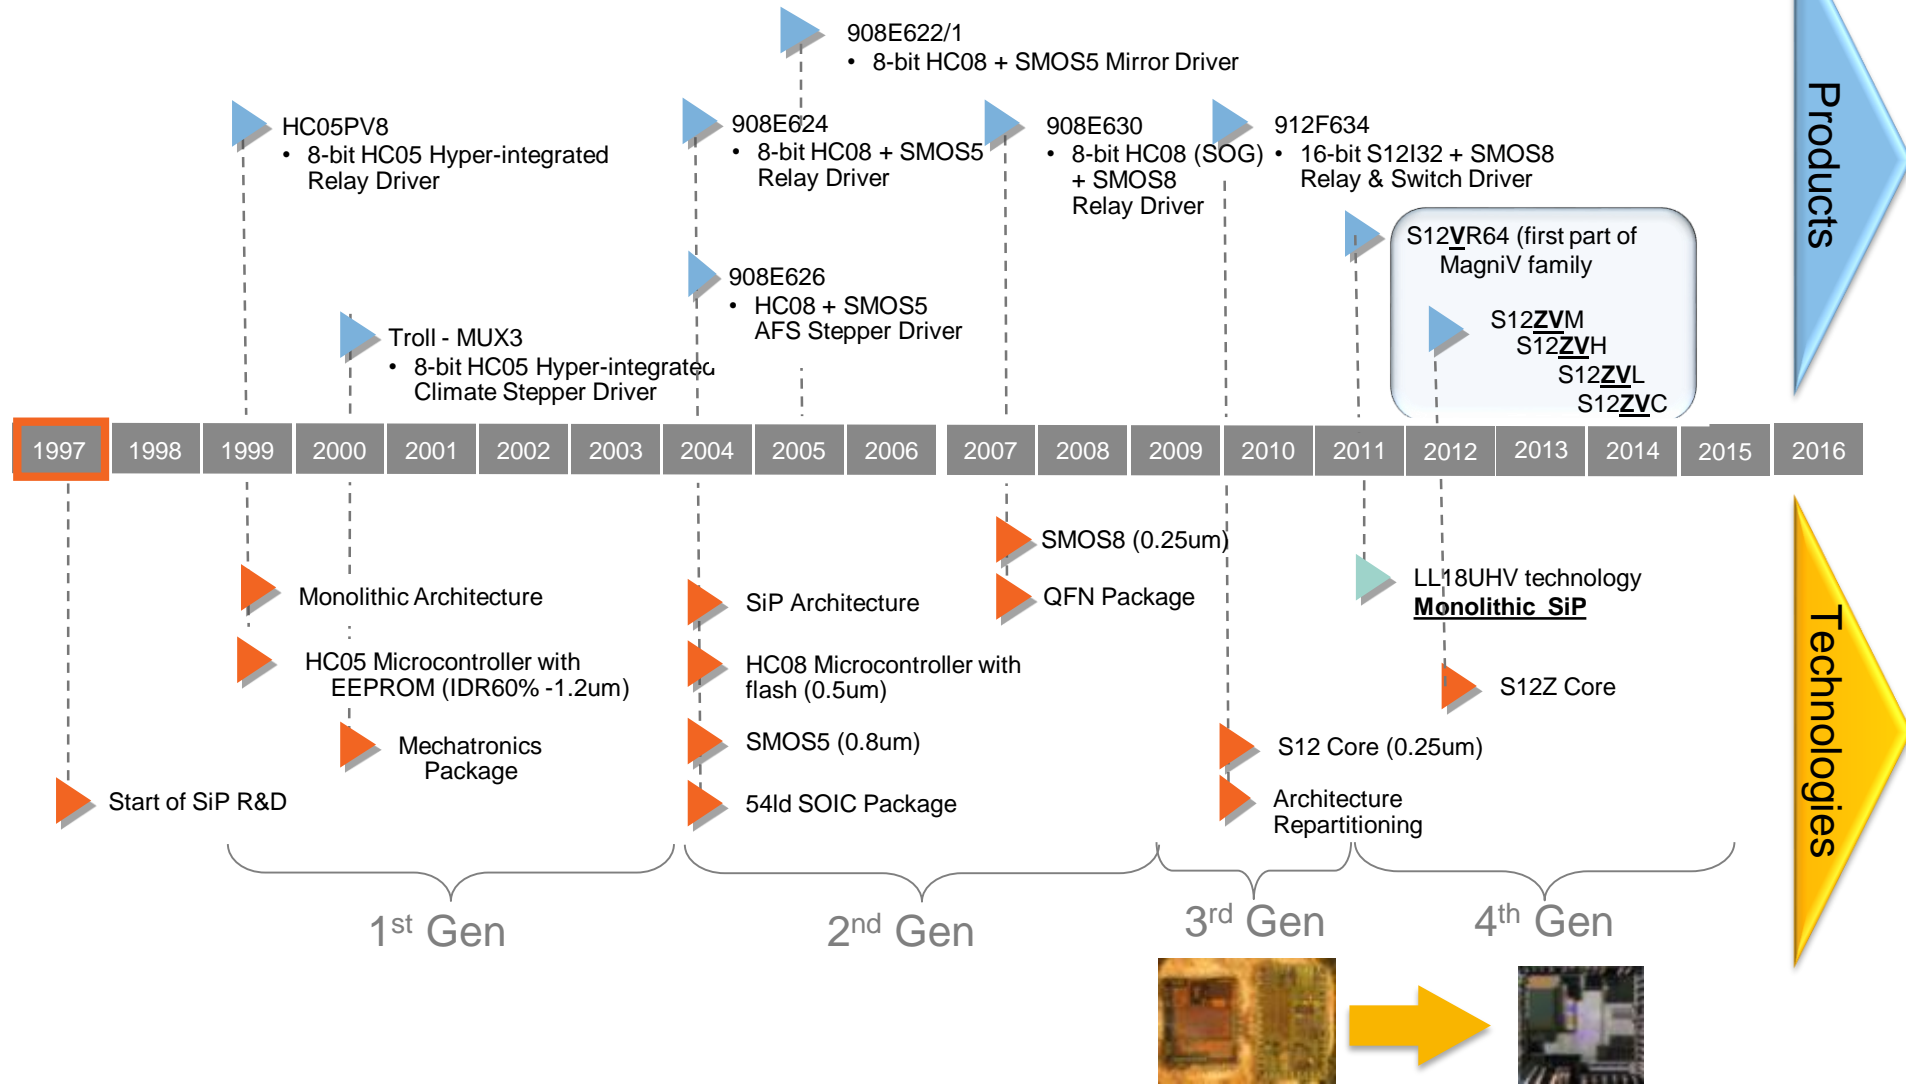 908E622/1
• 8-bit HC08 + SMOS5 Mirror Driver
HC05PV8
• 8-bit HC05 Hyper-integrated
Relay Driver
908E624
• 8-bit HC08 + SMOS5
Relay Driver
908E630
• 8-bit HC08 (SOG)
+ SMOS8
Relay Driver
912F634
• 16-bit S12I32 + SMOS8
Relay & Switch Driver
S12VR64 (first part of
MagniV family
908E626
• HC08 + SMOS5
AFS Stepper Driver
Troll - MUX3
• 8-bit HC05 Hyper-integrated
Climate Stepper Driver
S12ZVM
S12ZVH
S12ZVL
S12ZVC
Products
1997 1998 1999 2000 2001 2002 2003 2004 2005 2006 2007 2008 2009 2010 2011 2012 2013 2014 2015 2016
SMOS8 (0.25um)
QFN Package
Monolithic Architecture
SiP Architecture
LL18UHV technology
Monolithic SiP
HC05 Microcontroller with
EEPROM (IDR60% -1.2um)
HC08 Microcontroller with
flash (0.5um)
S12Z Core
Mechatronics
Package
SMOS5 (0.8um)
S12 Core (0.25um)
Start of SiP R&D
54ld SOIC Package
Architecture
Repartitioning
Technologies
1st Gen
2nd Gen
3rd Gen
4th Gen